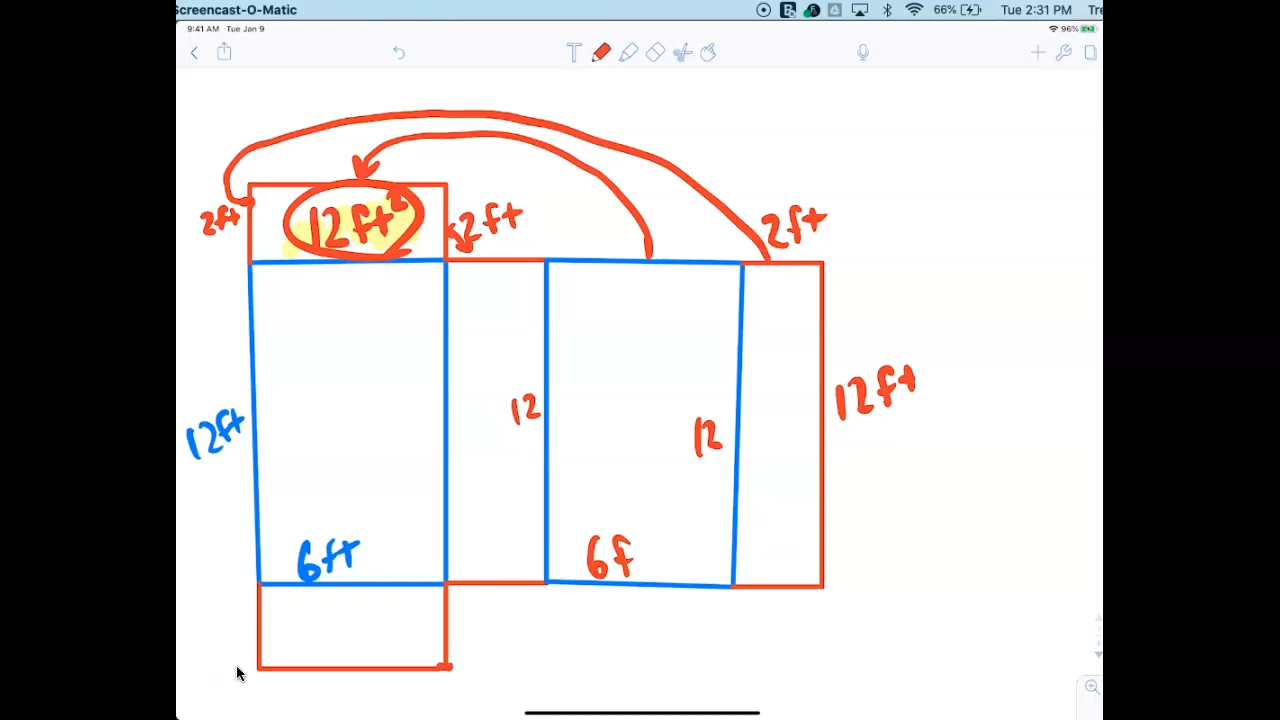 Screencast-O-Matic
66%
Tue 2:31 PM
9:41 AM Tue Jan 9
96%
T
2ft
12ft²
2ft
2ft
12ft
12
12
12ft
6ft
6f